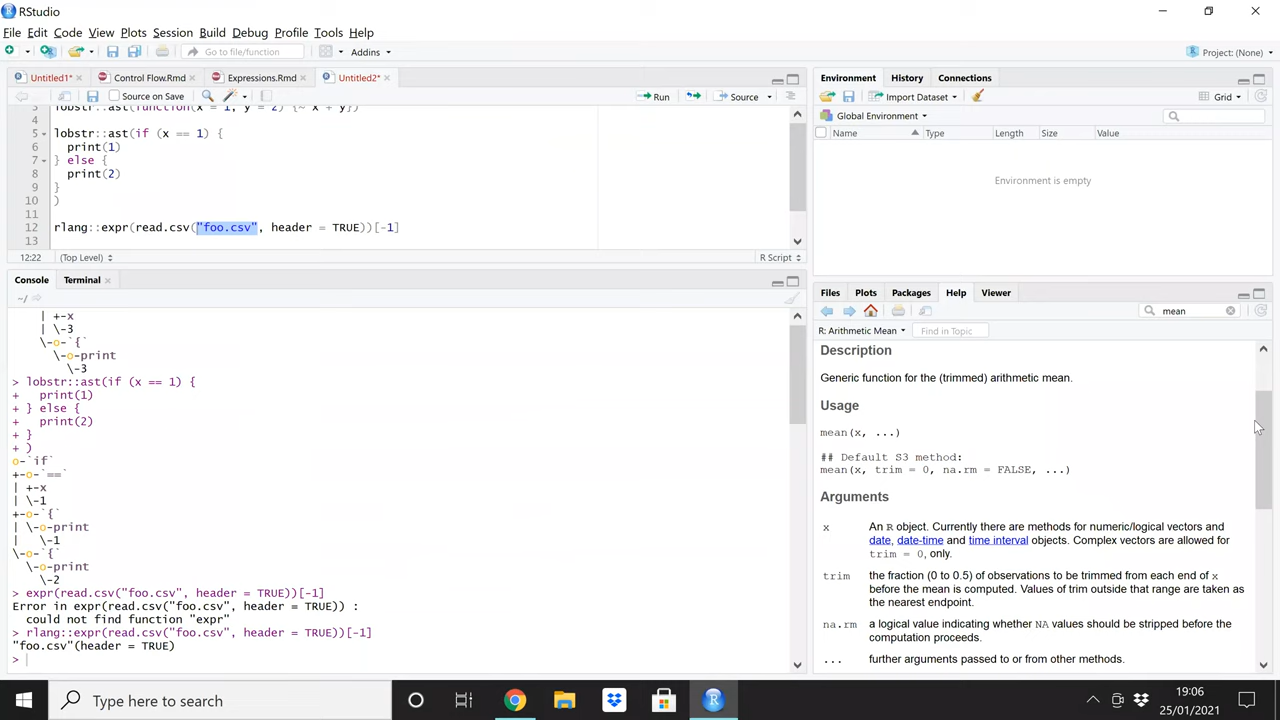 RStudio
File Edit Code View Plots Session Build Debug Profile Tools Help
Go to file/function
Addins
Project: (None)
Untitled1*
Control Flow.Rmd
Expressions.Rmd
Untitled2*
Source on Save
Run
Source
3 lobstr::ast(function(x = 1, y = 2) {~ x + y})
4
5 lobstr::ast(if (x == 1) {
6 print(1)
7 } else {
8 print(2)
9 }
10 )
11
12 rlang::expr(read.csv("foo.csv", header = TRUE))[-1]
13
12:22 (Top Level) R Script
Console Terminal
~/
| +-x
| \-3
\-o-`{`
\-o-print
\-3
> lobstr::ast(if (x == 1) {
+ print(1)
+ } else {
+ print(2)
+ }
+ )
o-`if`
+-o-`==`
| +-x
| \-1
+-o-`{`
| \-o-print
| \-1
\-o-`{`
\-o-print
\-2
> expr(read.csv("foo.csv", header = TRUE))[-1]
Error in expr(read.csv("foo.csv", header = TRUE)) :
could not find function "expr"
> rlang::expr(read.csv("foo.csv", header = TRUE))[-1]
"foo.csv"(header = TRUE)
>
Environment History Connections
Import Dataset
Grid
Global Environment
Name Type Length Size Value
Environment is empty
Files Plots Packages Help Viewer
mean
R: Arithmetic Mean
Find in Topic
Description
Generic function for the (trimmed) arithmetic mean.
Usage
mean(x, ...)
## Default S3 method:
mean(x, trim = 0, na.rm = FALSE, ...)
Arguments
x An R object. Currently there are methods for numeric/logical vectors and
date, date-time and time interval objects. Complex vectors are allowed for
trim = 0, only.
trim the fraction (0 to 0.5) of observations to be trimmed from each end of x
before the mean is computed. Values of trim outside that range are taken as
the nearest endpoint.
na.rm a logical value indicating whether NA values should be stripped before the
computation proceeds.
... further arguments passed to or from other methods.
Type here to search
19:06
25/01/2021